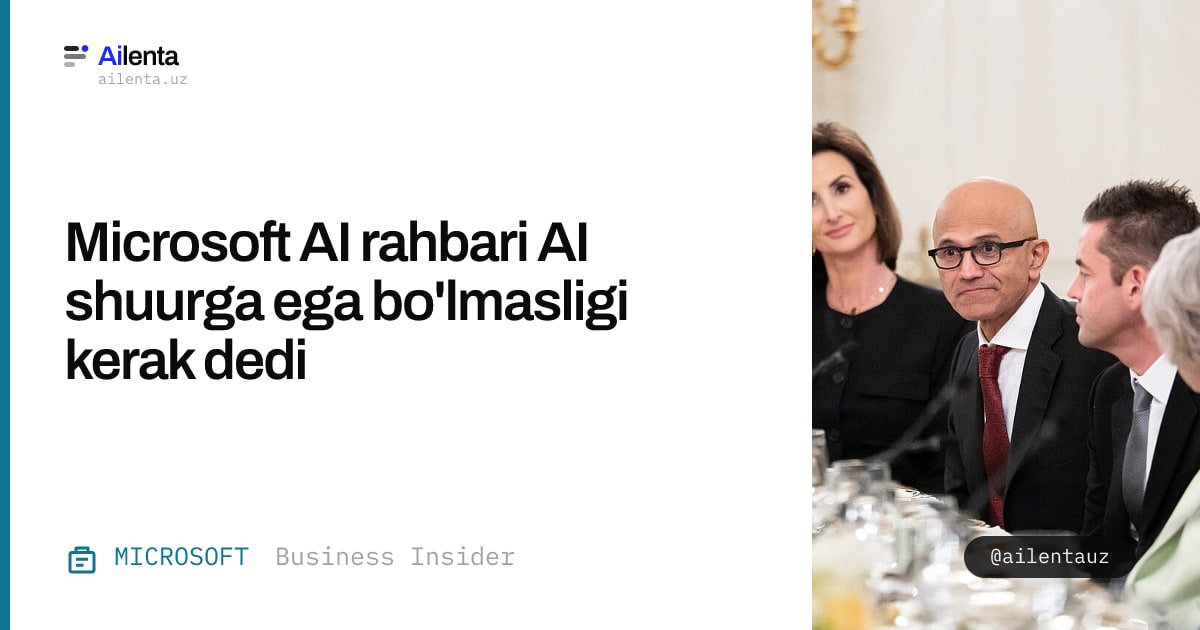 Ailenta
ailenta.uz
Microsoft AI rahbari AI
shuurga ega bo'lmasligi
kerak dedi
MICROSOFT Business Insider
@ailentauz